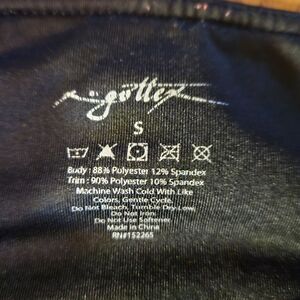 gottex
S
Body : 88% Polyester 12% Spandex
Trim : 90% Polyester 10% Spandex
Machine Wash Cold With Like
Colors, Gentle Cycle.
Do Not Bleach, Tumble Dry Low.
Do Not Iron.
Do Not Use Softener.
Made in China
RN#152265